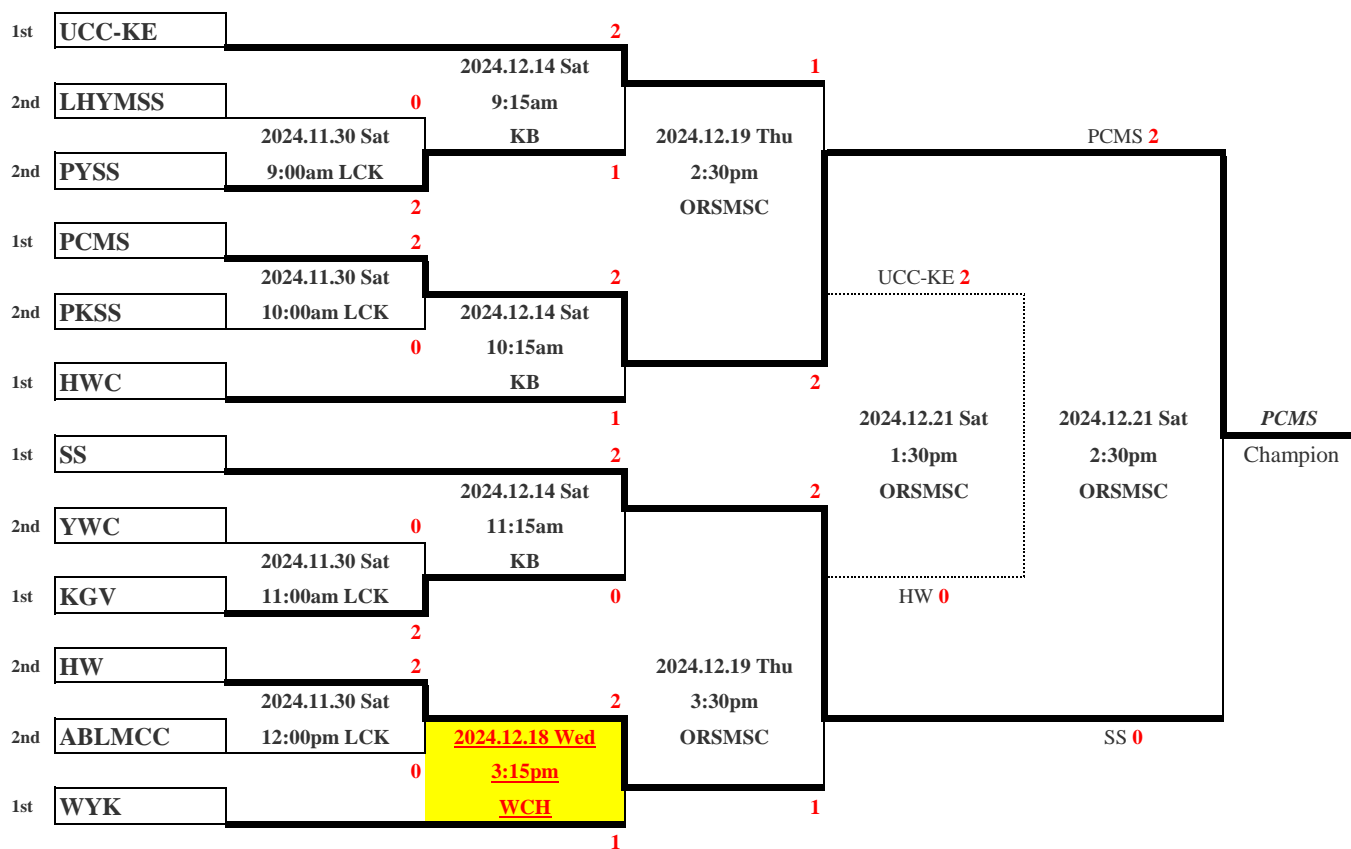 1st UCC-KE 2
2024.12.14 Sat 1
2nd LHYMSS 0 9:15am
2024.11.30 Sat KB 2024.12.19 Thu PCMS 2
2nd PYSS 9:00am LCK 1 2:30pm
2 ORSMSC
1st PCMS 2
2024.11.30 Sat 2 UCC-KE 2
2nd PKSS 10:00am LCK 2024.12.14 Sat
0 10:15am
1st HWC KB 2
1 2024.12.21 Sat 2024.12.21 Sat PCMS
1st SS 2 1:30pm 2:30pm Champion
2024.12.14 Sat 2 ORSMSC ORSMSC
2nd YWC 0 11:15am
2024.11.30 Sat KB
1st KGV 11:00am LCK 0 HW 0
2
2nd HW 2 2024.12.19 Thu
2024.11.30 Sat 2 3:30pm
2nd ABLMCC 12:00pm LCK 2024.12.18 Wed ORSMSC SS 0
0 3:15pm
1st WYK WCH 1
1